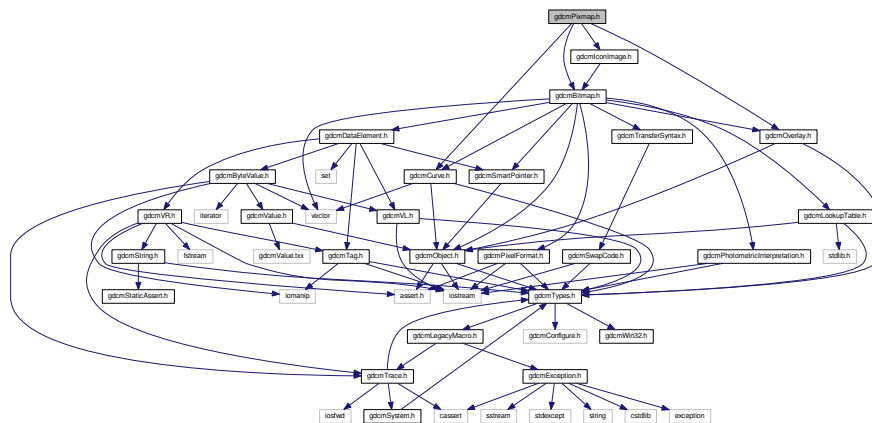 gdcmPixmap.h
gdcmIconImage.h
gdcmBitmap.h
gdcmDataElement.h
gdcmTransferSyntax.h
gdcmOverlay.h
gdcmByteValue.h
set
gdcmCurve.h
gdcmSmartPointer.h
gdcmVR.h
iterator
gdcmValue.h
vector
gdcmVL.h
gdcmLookupTable.h
gdcmString.h
fstream
gdcmValue.txx
gdcmTag.h
gdcmObject.h
gdcmPixelFormat.h
gdcmSwapCode.h
gdcmPhotometricInterpretation.h
stdlib.h
gdcmStaticAssert.h
iomanip
assert.h
iostream
gdcmTypes.h
gdcmLegacyMacro.h
gdcmConfigure.h
gdcmWin32.h
gdcmTrace.h
gdcmException.h
iosfwd
gdcmSystem.h
cassert
sstream
stdexcept
string
cstdlib
exception